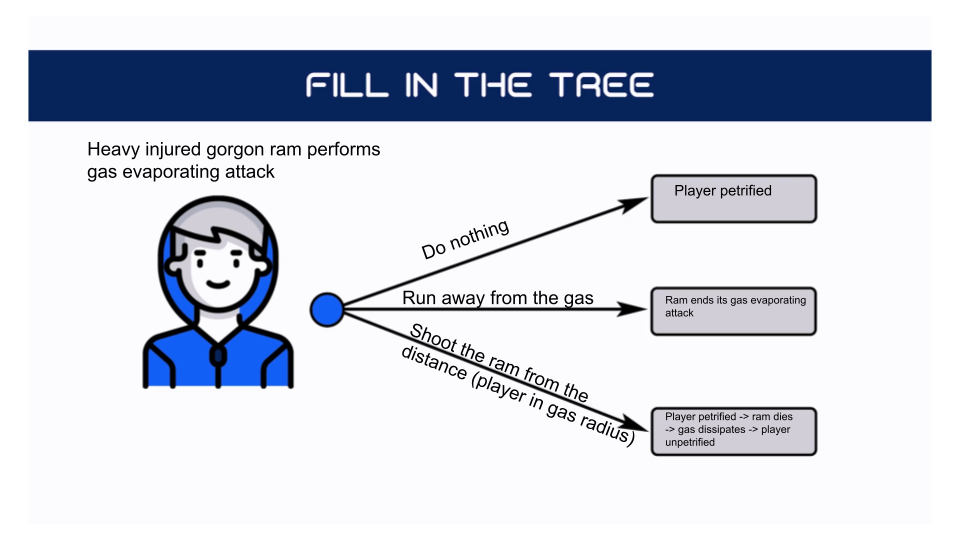 FILL IN THE TREE
Heavy injured gorgon ram performs
gas evaporating attack
Player petrified
Do nothing
Run away from the gas
Ram ends its gas evaporating
attack
Shoot the ram from the
distance (player in gas radius)
Player petrified -> ram dies
-> gas dissipates -> player
unpetrified